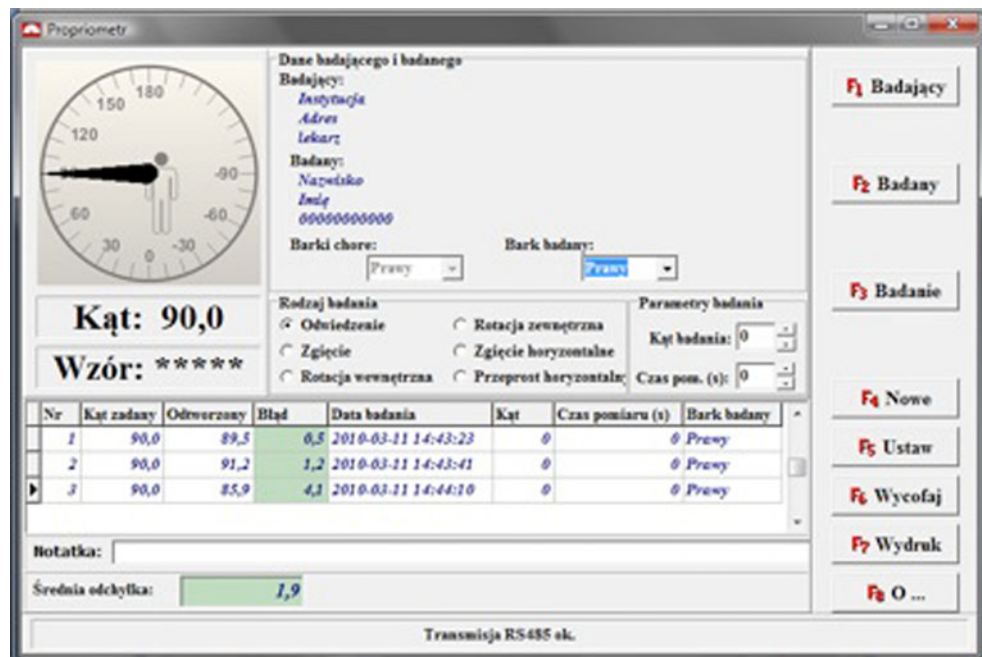 Propriometr
180
150
120
-90
60
-60
30
0
-30
Kąt: 90,0
Wzór: *****
Dane badającego i badanego
Badający:
Instytucja
Adres
lekarz
Badany:
Nazwisko
Imię
00000000000
Barki chore:
Prawy
Bark badany:
Prawy
Rodzaj badania
Odwiedzenie
Rotacja zewnętrzna
Zgięcie
Zgięcie horyzontalne
Rotacja wewnętrzna
Przeprost horyzontaln
Parametry badania
Kąt badania: 0
Czas pom. (s): 0
Nr Kąt zadany Odtworzony Błąd Data badania Kąt Czas pomiaru (s) Bark badany
1 90,0 89,5 0,5 2010-03-11 14:43:23 0 0 Prawy
2 90,0 91,2 1,2 2010-03-11 14:43:41 0 0 Prawy
3 90,0 85,9 4,1 2010-03-11 14:44:10 0 0 Prawy
Notatka:
Średnia odchyłka: 1,9
F1 Badający
F2 Badany
F3 Badanie
F4 Nowe
F5 Ustaw
F6 Wycofaj
F7 Wydruk
F8 O ...
Transmisja RS485 ok.